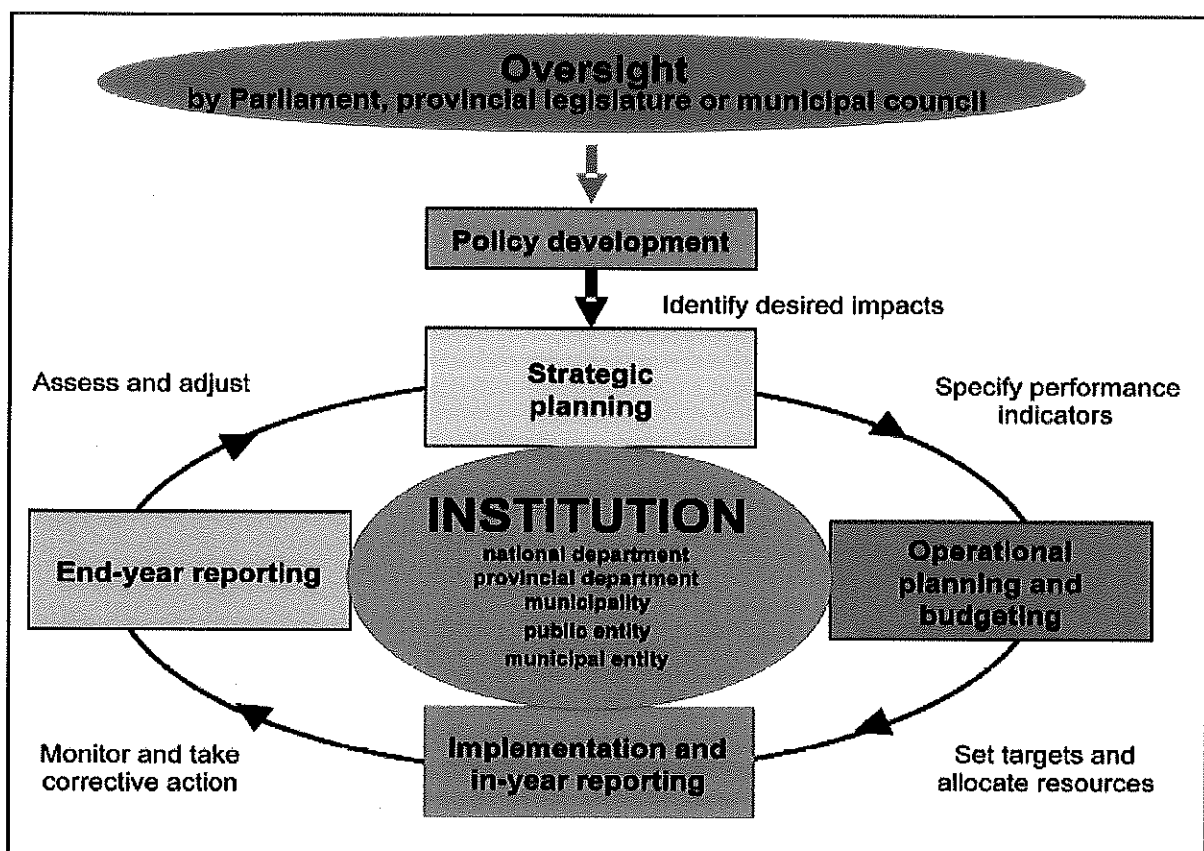 Oversight
by Parliament, provincial legislature or municipal council
Policy development
Identify desired impacts
Strategic
planning
Assess and adjust
Specify performance
indicators
INSTITUTION
national department
provincial department
municipality
public entity
municipal entity
End-year reporting
Operational
planning and
budgeting
Implementation and
in-year reporting
Monitor and take
corrective action
Set targets and
allocate resources